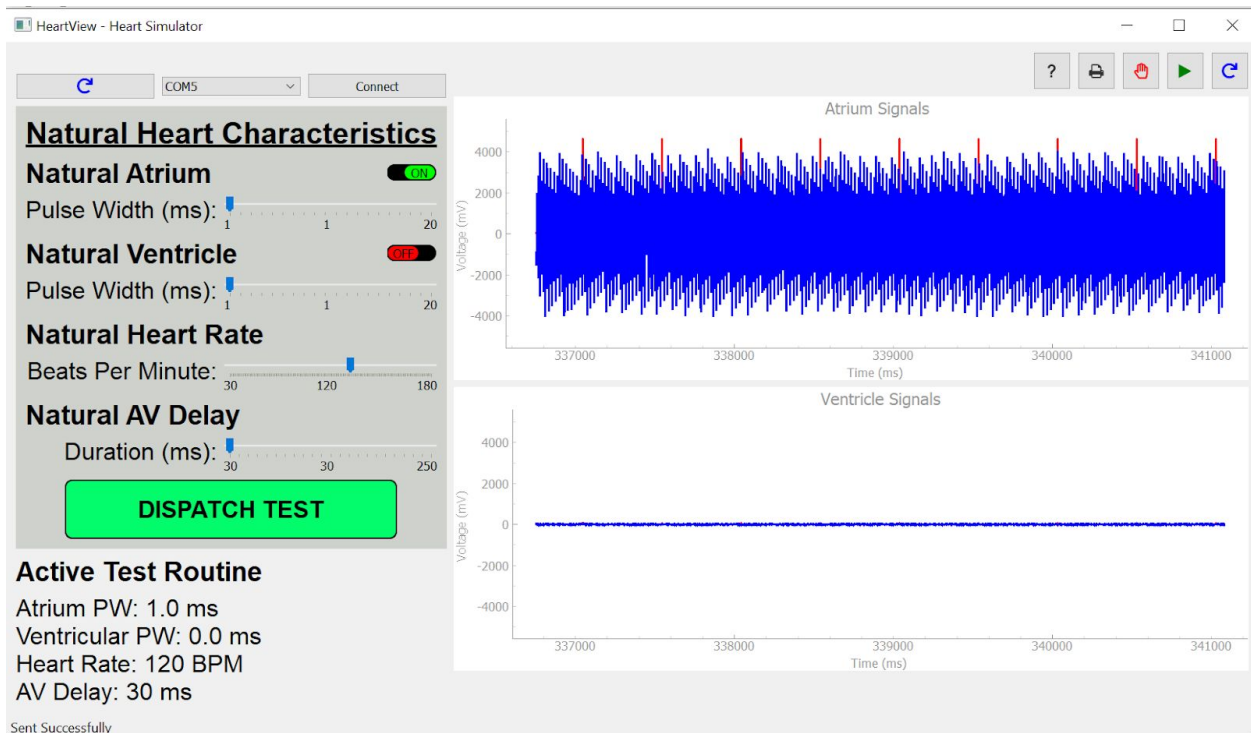 HeartView - Heart Simulator
?
COM5
Connect
Natural Heart Characteristics
Natural Atrium
ON
Pulse Width (ms):
1 1 20
Natural Ventricle
OFF
Pulse Width (ms):
1 1 20
Natural Heart Rate
Beats Per Minute:
30 120 180
Natural AV Delay
Duration (ms):
30 30 250
DISPATCH TEST
Active Test Routine
Atrium PW: 1.0 ms
Ventricular PW: 0.0 ms
Heart Rate: 120 BPM
AV Delay: 30 ms
Sent Successfully
Atrium Signals
4000
2000
0
-2000
-4000
Voltage (mV)
337000 338000 339000 340000 341000
Time (ms)
Ventricle Signals
4000
2000
0
-2000
-4000
Voltage (mV)
337000 338000 339000 340000 341000
Time (ms)